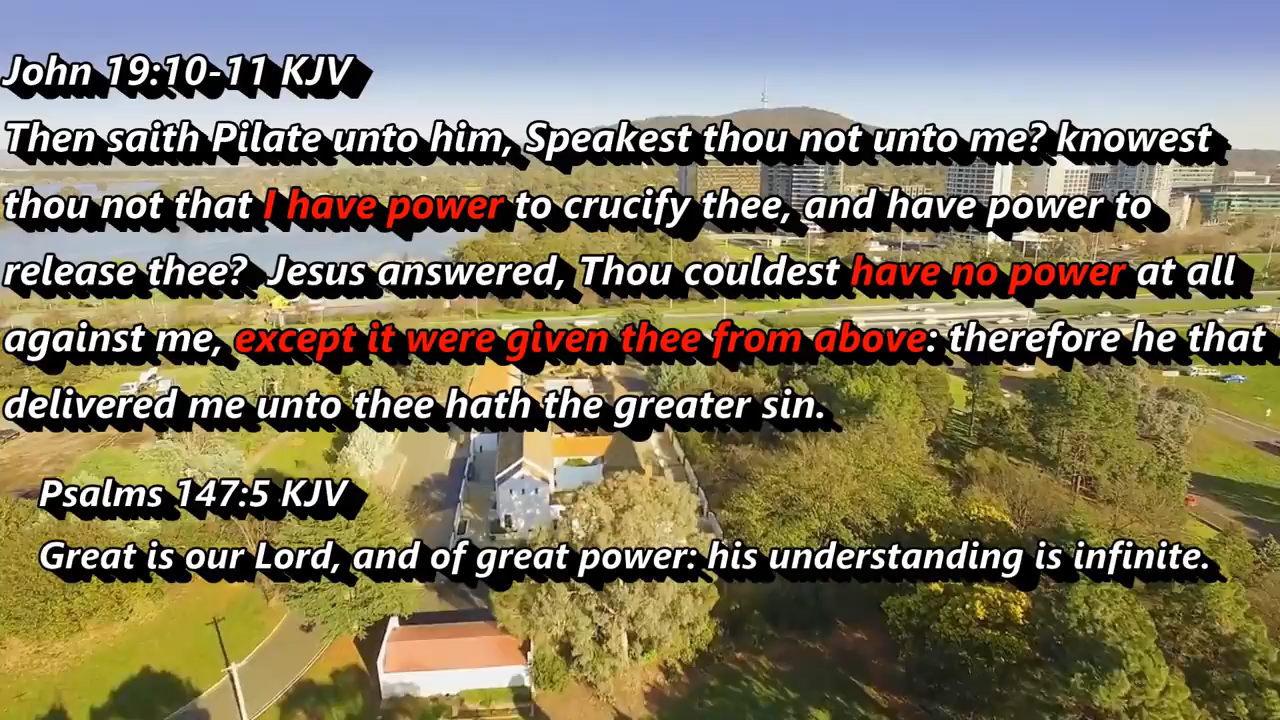 John 19:10-11 KJV
Then saith Pilate unto him, Speakest thou not unto me? knowest
thou not that I have power to crucify thee, and have power to
release thee?  Jesus answered, Thou couldest have no power at all
against me, except it were given thee from above: therefore he that
delivered me unto thee hath the greater sin.
Psalms 147:5 KJV
Great is our Lord, and of great power: his understanding is infinite.